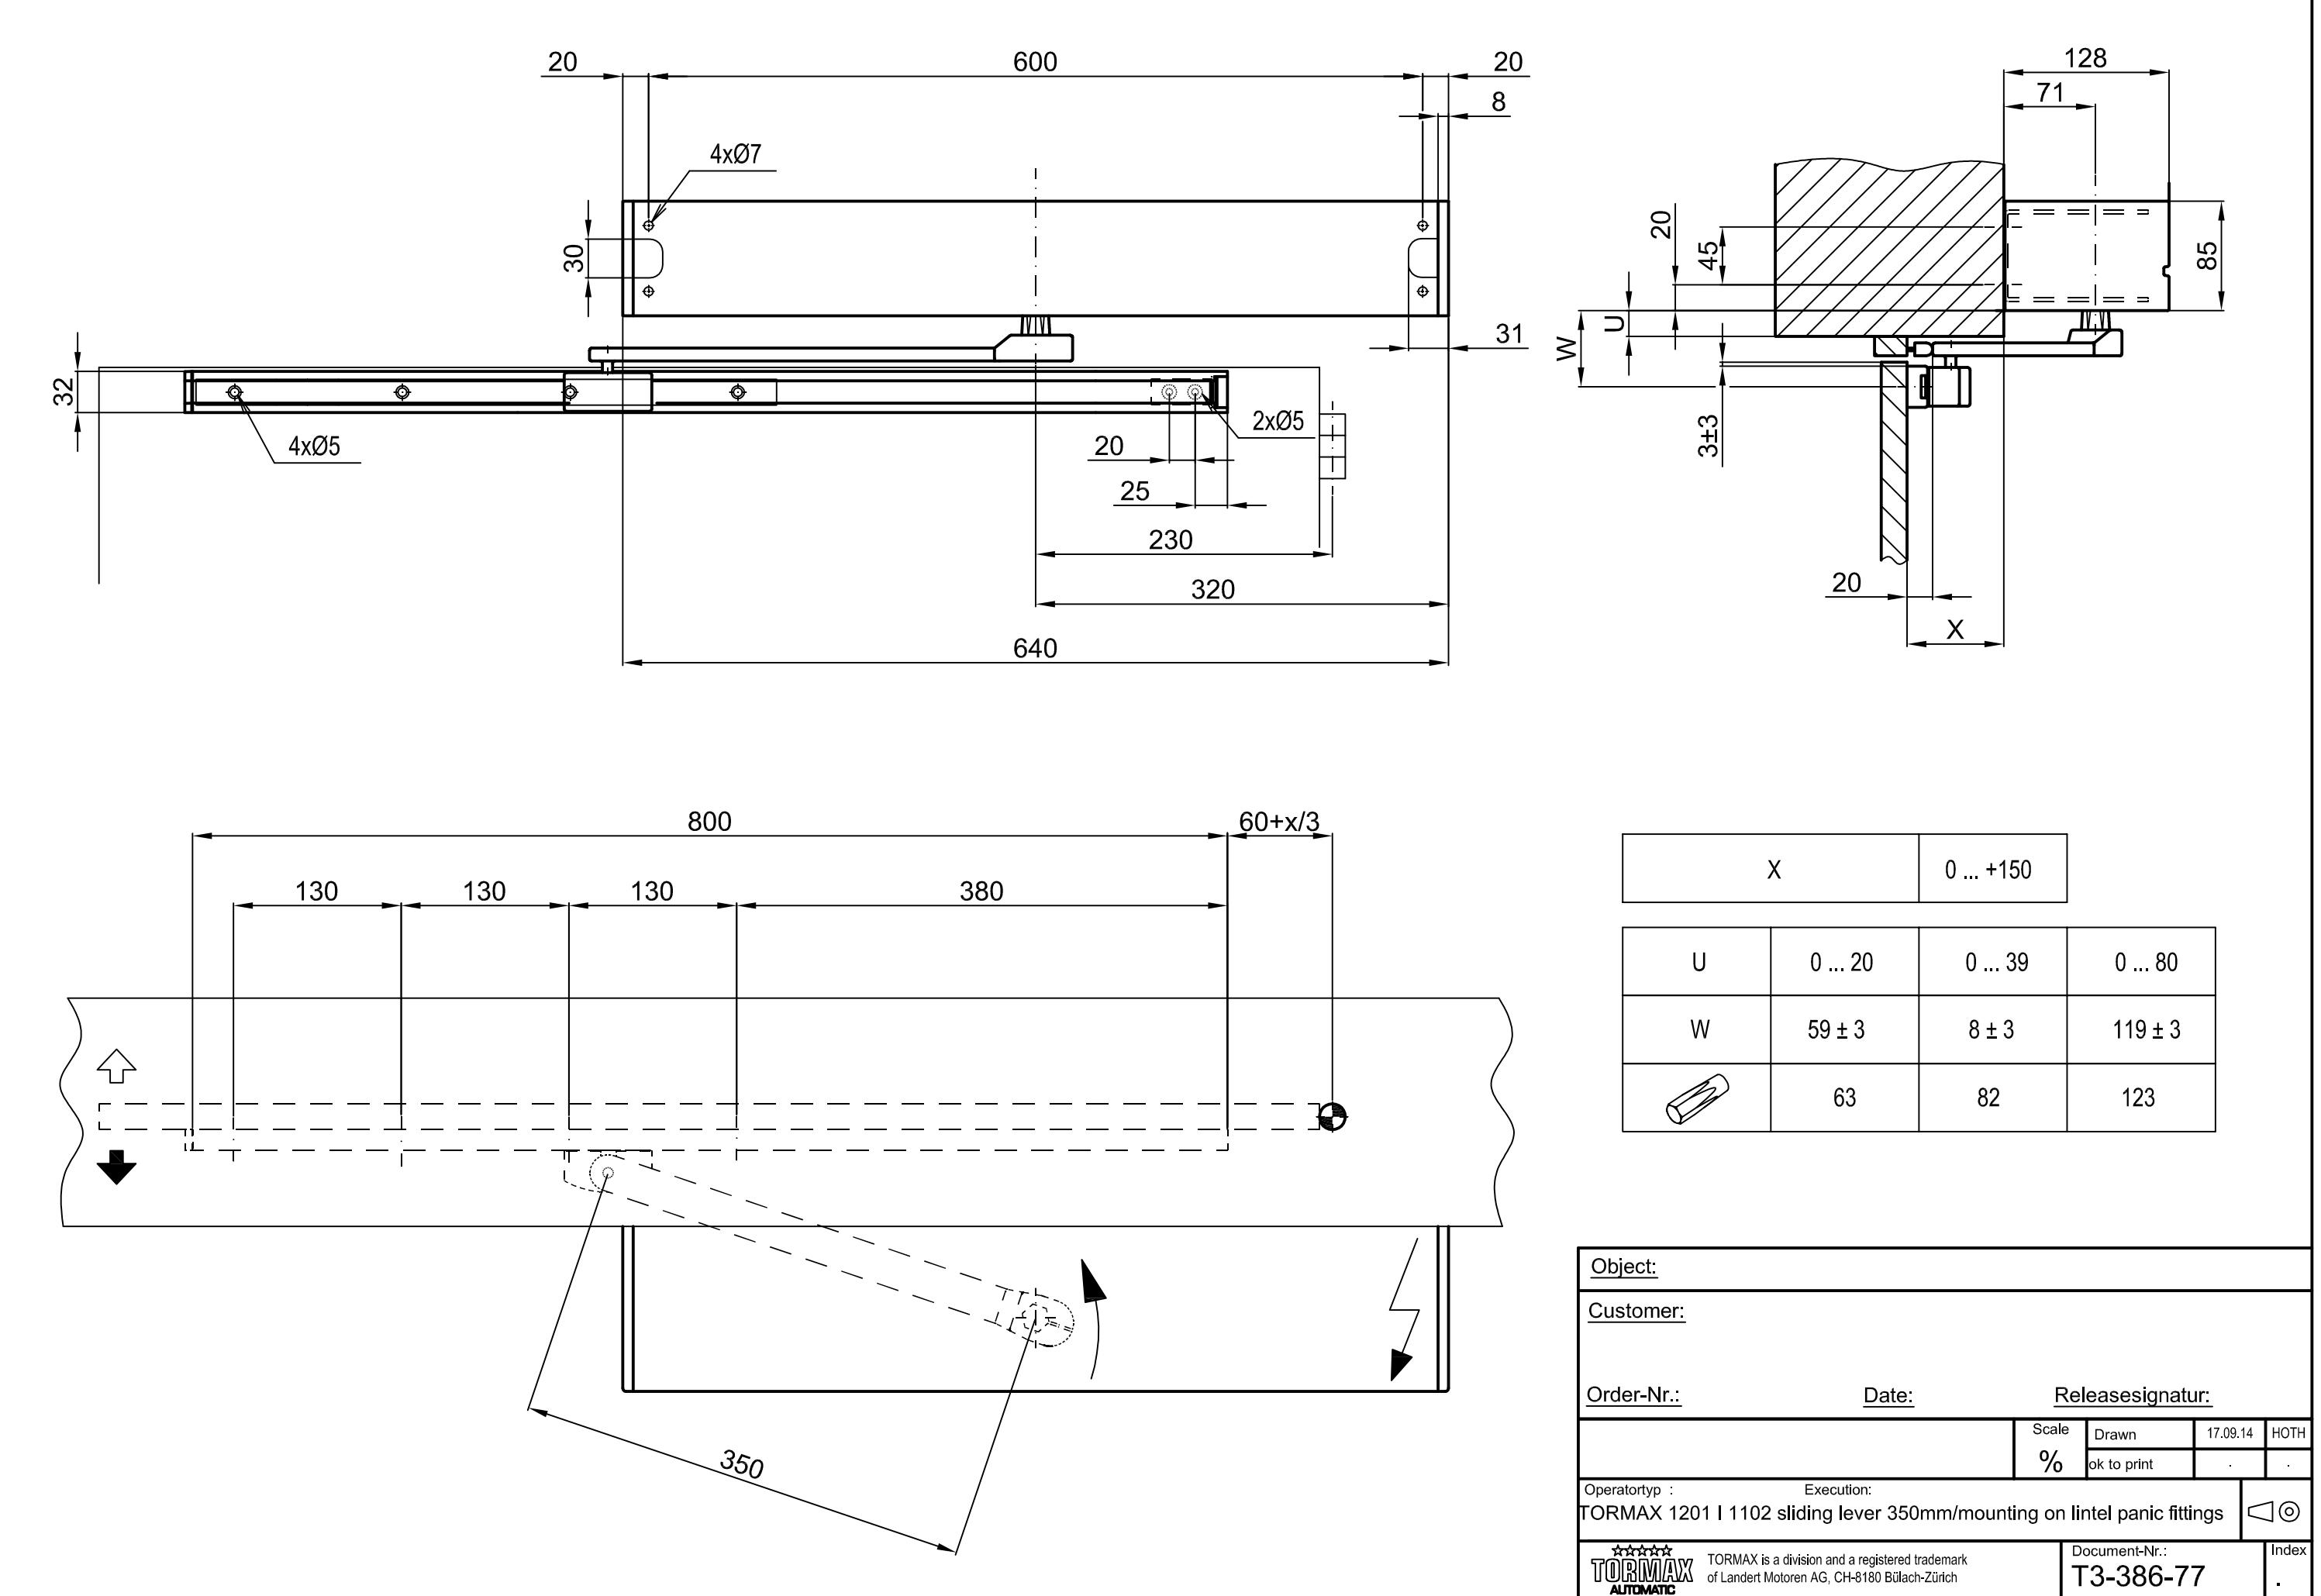 20 600 20
8
4xØ7
30
31
32
4xØ5
2xØ5
20
25
230
320
640
128
71
20
45
85
U
W
3±3
20
X
800 60+x/3
130 130 130 380
350
X 0 ... +150
U 0 ... 20 0 ... 39 0 ... 80
W 59 ± 3 8 ± 3 119 ± 3
63 82 123
Object:
Customer:
Order-Nr.: Date: Releasesignatur:
Scale Drawn 17.09.14 HOTH
% ok to print . .
Operatortyp : Execution:
TORMAX 1201 I 1102 sliding lever 350mm/mounting on lintel panic fittings
TORMAX
AUTOMATIC
TORMAX is a division and a registered trademark
of Landert Motoren AG, CH-8180 Bülach-Zürich
Document-Nr.: Index
T3-386-77 .